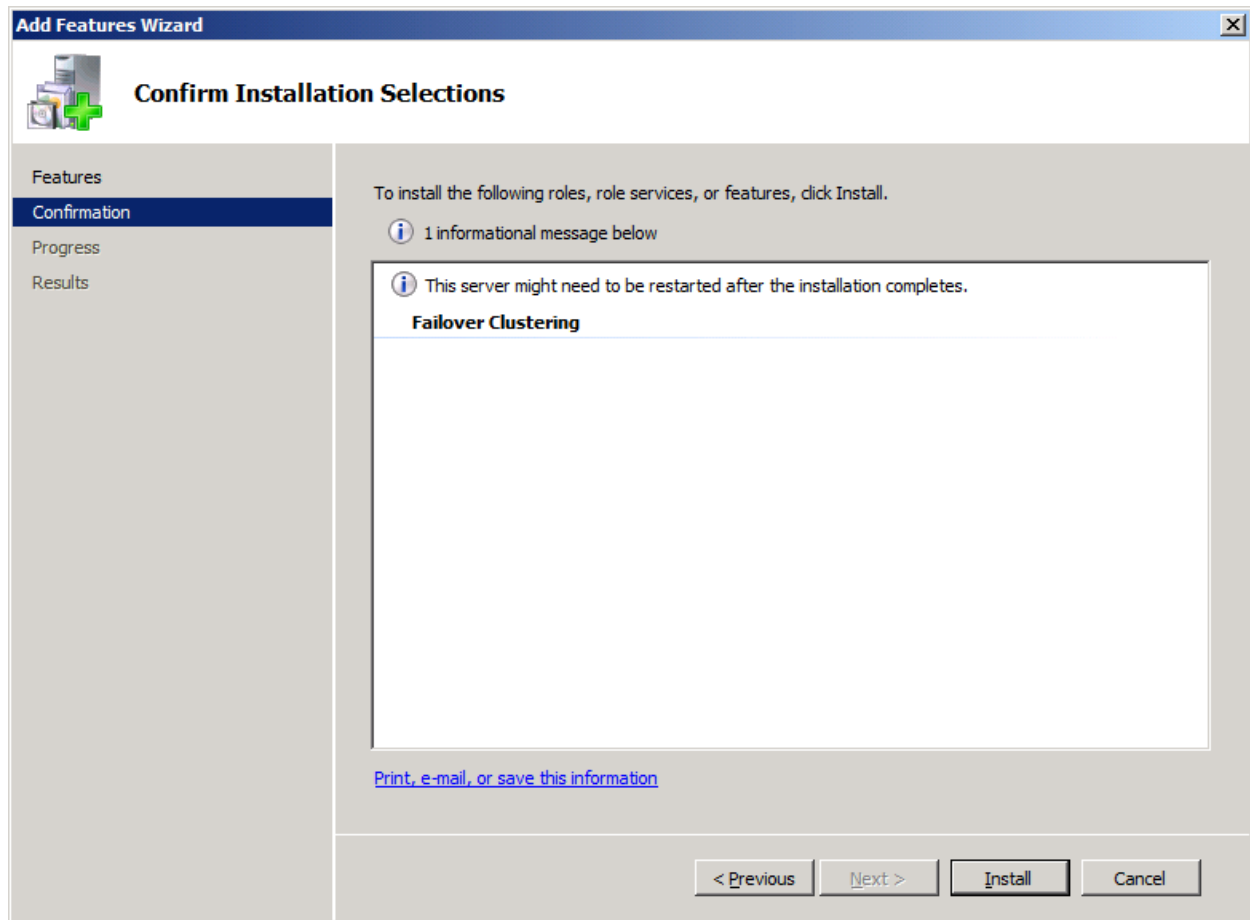 Add Features Wizard
Confirm Installation Selections
Features
Confirmation
Progress
Results
To install the following roles, role services, or features, click Install.
1 informational message below
This server might need to be restarted after the installation completes.
Failover Clustering
Print, e-mail, or save this information
< Previous
Next >
Install
Cancel